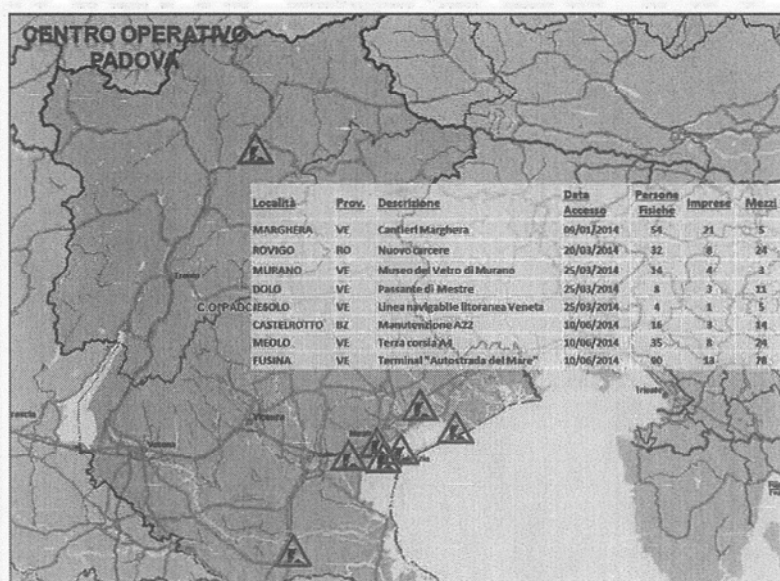 CENTRO OPERATIVO
PADOVA
Località Prov. Descrizione Data Accesso Persone Fisiche Imprese Mezzi
MARGHERA VE Cantieri Marghera 09/01/2014 54 21 5
ROVIGO RO Nuovo carcere 20/03/2014 32 8 24
MURANO VE Museo del Vetro di Murano 25/03/2014 14 4 3
DOLO VE Passante di Mestre 25/03/2014 8 3 11
JESOLO VE Linea navigabile litoranea Veneta 25/03/2014 4 1 5
CASTELROTTO BZ Manutenzione A22 10/06/2014 16 3 14
MEOLO VE Terza corsia A4 10/06/2014 35 8 24
FUSINA VE Terminal "Autostrada del Mare" 10/06/2014 90 13 78
Trento
C.O. PADO
Trieste
Vicenza
Verona